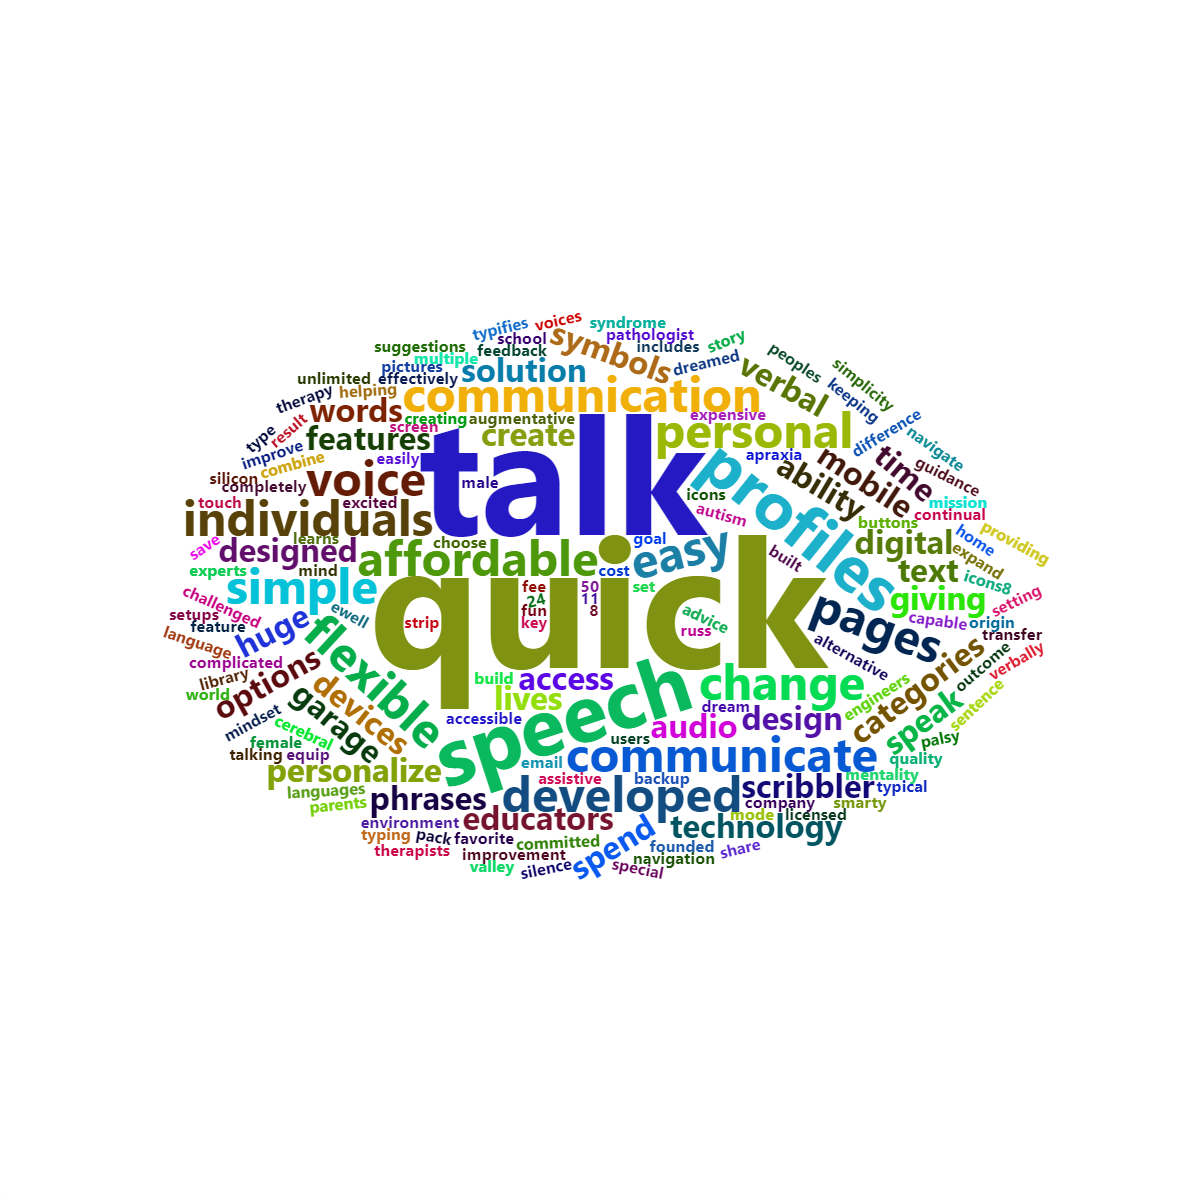 typifies
voices
syndrome
school
symbols
pathologist
story
suggestions
feedback
includes
peoples
multiple
simplicity
pictures
solution
dreamed
verbal
unlimited
effectively
keeping
therapy
helping
communication
words
creating
augmentative
expensive
difference
result
screen
type
features
create
personal
navigate
improve
combine
easily
talk
apraxia
mobile
time
guidance
silicon
completely
voice
male
profiles
ability
touch
excited
icons
mission
individuals
autism
buttons
continual
save
learns
choose
goal
home
providing
designed
affordable
easy
built
digital
expand
experts
mind
cost
text
icons8
simple
quick
fee
50
set
giving
setting
challenged
24
11
setups
ewell
fun
8
advice
pages
capable
origin
feature
huge
strip
key
russ
transfer
language
flexible
alternative
complicated
outcome
verbally
library
options
build
access
change
categories
world
devices
lives
speech
engineers
sentence
mindset
garage
accessible
dream
design
speak
cerebral
audio
female
users
palsy
talking
equip
email
communicate
quality
personalize
assistive
backup
mentality
languages
phrases
developed
scribbler
typical
parents
company
smarty
environment
educators
mode
licensed
typing
pack
favorite
committed
spend
technology
therapists
improvement
founded
share
valley
silence
special
navigation